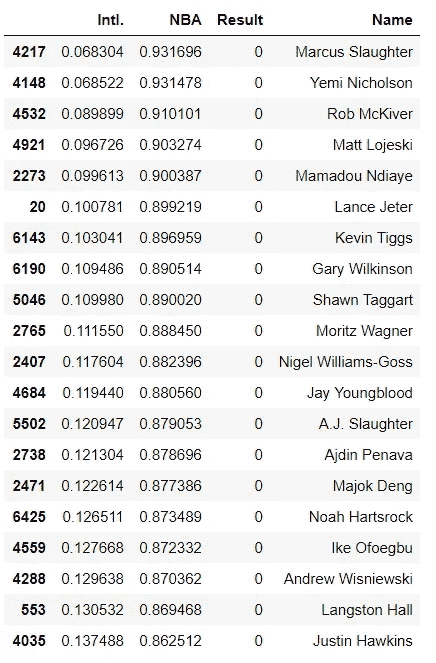 Intl. NBA Result Name
4217 0.068304 0.931696 0 Marcus Slaughter
4148 0.068522 0.931478 0 Yemi Nicholson
4532 0.089899 0.910101 0 Rob McKiver
4921 0.096726 0.903274 0 Matt Lojeski
2273 0.099613 0.900387 0 Mamadou Ndiaye
20 0.100781 0.899219 0 Lance Jeter
6143 0.103041 0.896959 0 Kevin Tiggs
6190 0.109486 0.890514 0 Gary Wilkinson
5046 0.109980 0.890020 0 Shawn Taggart
2765 0.111550 0.888450 0 Moritz Wagner
2407 0.117604 0.882396 0 Nigel Williams-Goss
4684 0.119440 0.880560 0 Jay Youngblood
5502 0.120947 0.879053 0 A.J. Slaughter
2738 0.121304 0.878696 0 Ajdin Penava
2471 0.122614 0.877386 0 Majok Deng
6425 0.126511 0.873489 0 Noah Hartsrock
4559 0.127668 0.872332 0 Ike Ofoegbu
4288 0.129638 0.870362 0 Andrew Wisniewski
553 0.130532 0.869468 0 Langston Hall
4035 0.137488 0.862512 0 Justin Hawkins